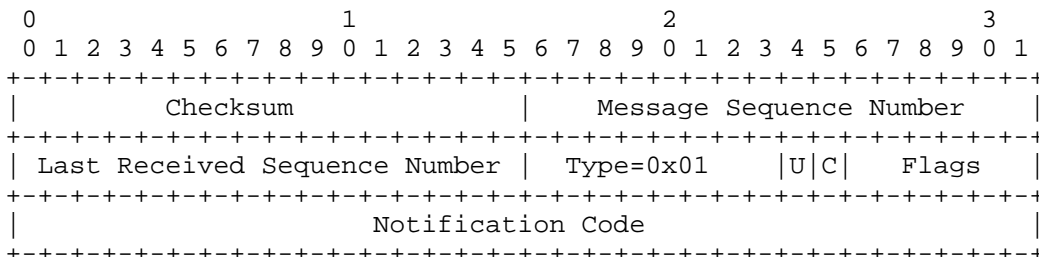 0                   1                   2                   3
 0 1 2 3 4 5 6 7 8 9 0 1 2 3 4 5 6 7 8 9 0 1 2 3 4 5 6 7 8 9 0 1
+-+-+-+-+-+-+-+-+-+-+-+-+-+-+-+-+-+-+-+-+-+-+-+-+-+-+-+-+-+-+-+-+
|         Checksum              |    Message Sequence Number    |
+-+-+-+-+-+-+-+-+-+-+-+-+-+-+-+-+-+-+-+-+-+-+-+-+-+-+-+-+-+-+-+-+
| Last Received Sequence Number |  Type=0x01    |U|C|   Flags   |
+-+-+-+-+-+-+-+-+-+-+-+-+-+-+-+-+-+-+-+-+-+-+-+-+-+-+-+-+-+-+-+-+
|                      Notification Code                        |
+-+-+-+-+-+-+-+-+-+-+-+-+-+-+-+-+-+-+-+-+-+-+-+-+-+-+-+-+-+-+-+-+